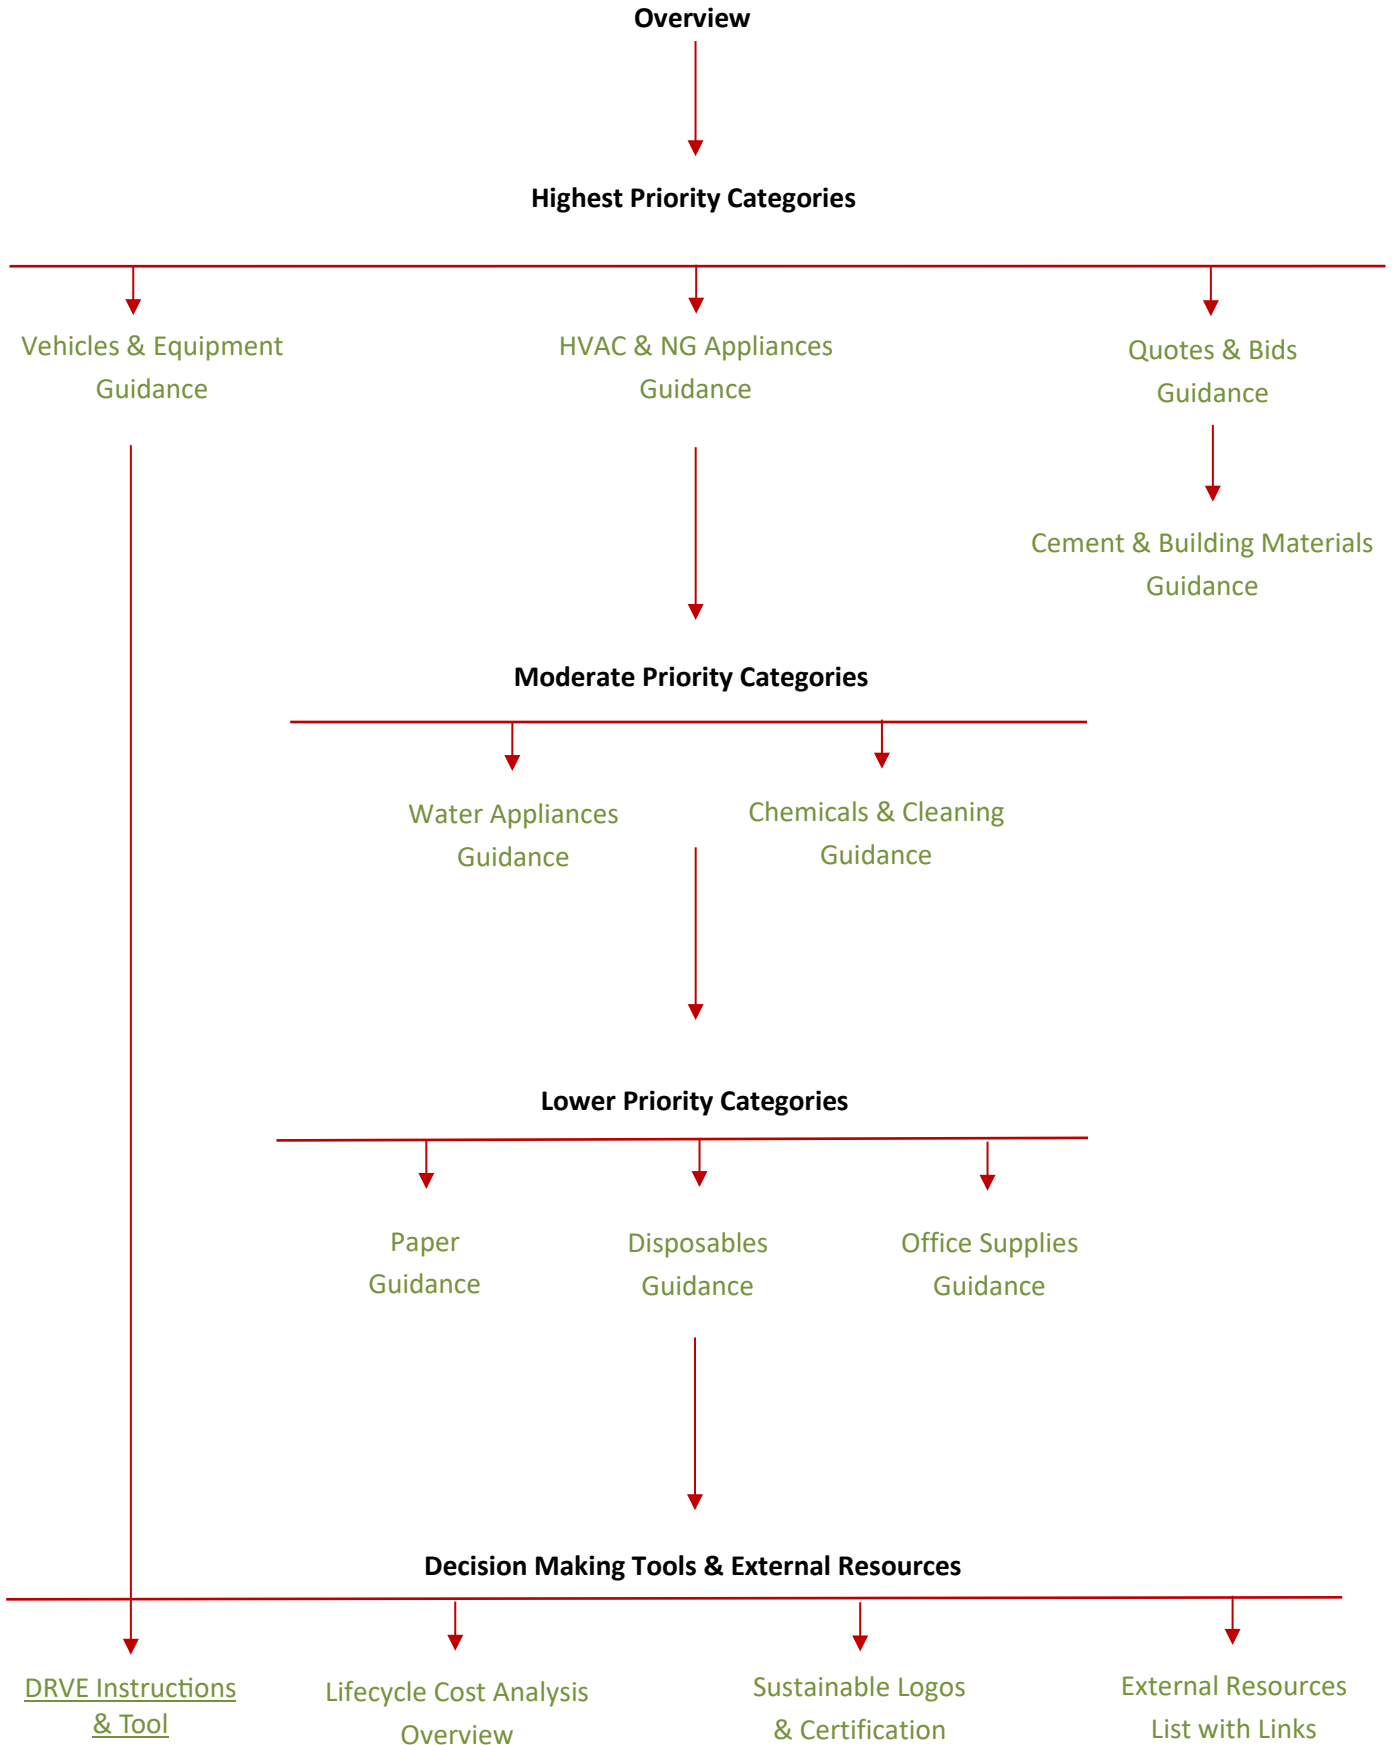 Overview
Highest Priority Categories
Vehicles & Equipment
Guidance
HVAC & NG Appliances
Guidance
Quotes & Bids
Guidance
Cement & Building Materials
Guidance
Moderate Priority Categories
Water Appliances
Guidance
Chemicals & Cleaning
Guidance
Lower Priority Categories
Paper
Guidance
Disposables
Guidance
Office Supplies
Guidance
Decision Making Tools & External Resources
DRVE Instructions
& Tool
Lifecycle Cost Analysis
Overview
Sustainable Logos
& Certification
External Resources
List with Links